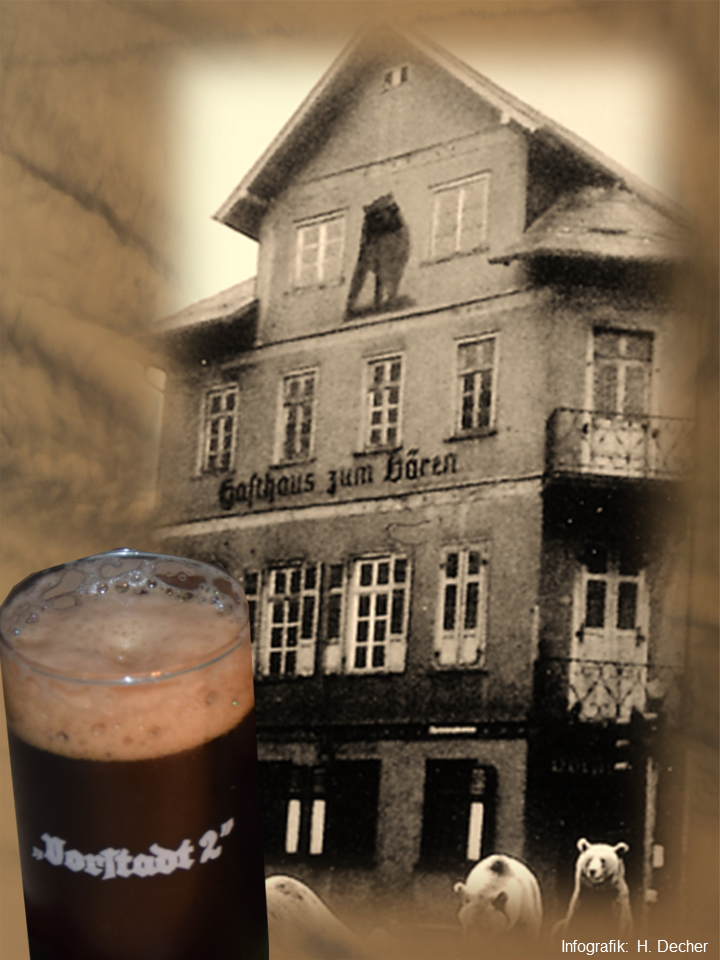 Gasthaus zum Bären
„Vorstadt 2”
Infografik: H. Decher